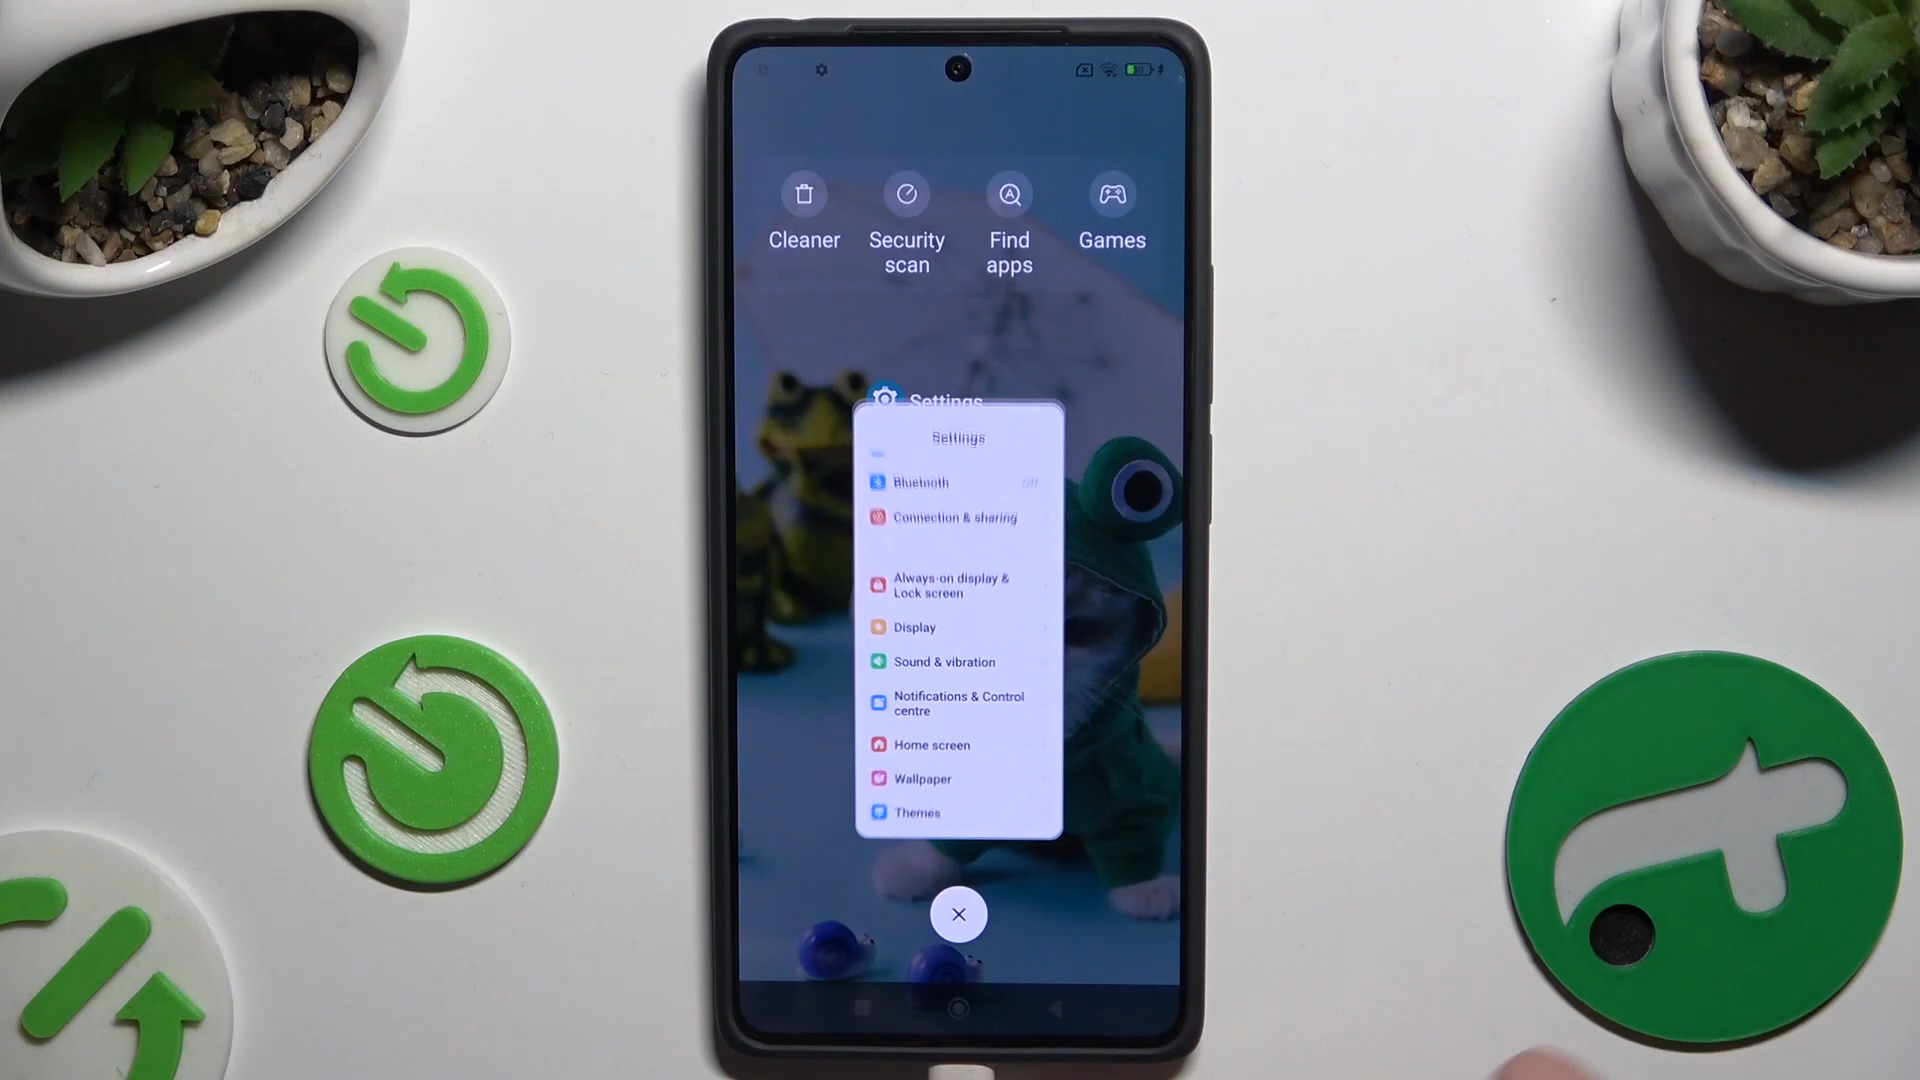 Cleaner
Security
scan
Find
apps
Games
Settings
Settings
Bluetooth
Off
Connection & sharing
Always-on display &
Lock screen
Display
Sound & vibration
Notifications & Control
centre
Home screen
Wallpaper
Themes